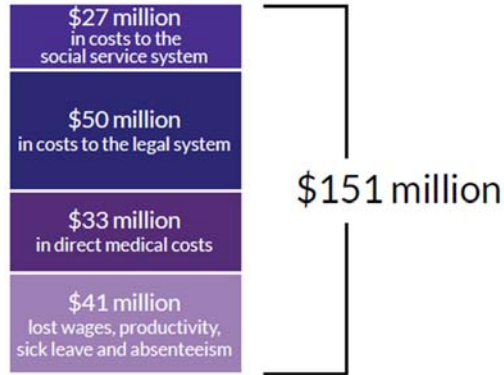 $27 million
in costs to the
social service system
$50 million
in costs to the legal system
$33 million
in direct medical costs
$41 million
lost wages, productivity,
sick leave and absenteeism
$151 million